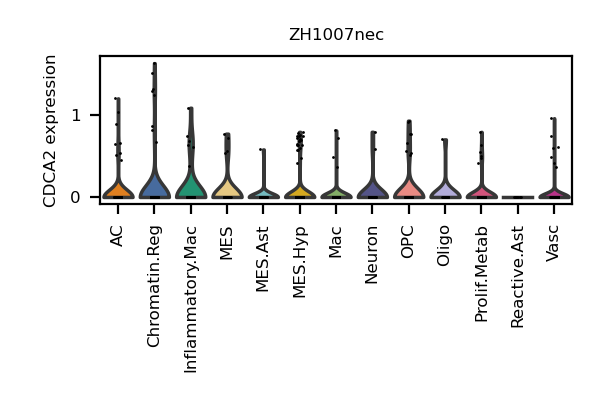 ZH1007nec
CDCA2 expression
1
0
AC
Chromatin.Reg
Inflammatory.Mac
MES
MES.Ast
MES.Hyp
Mac
Neuron
OPC
Oligo
Prolif.Metab
Reactive.Ast
Vasc